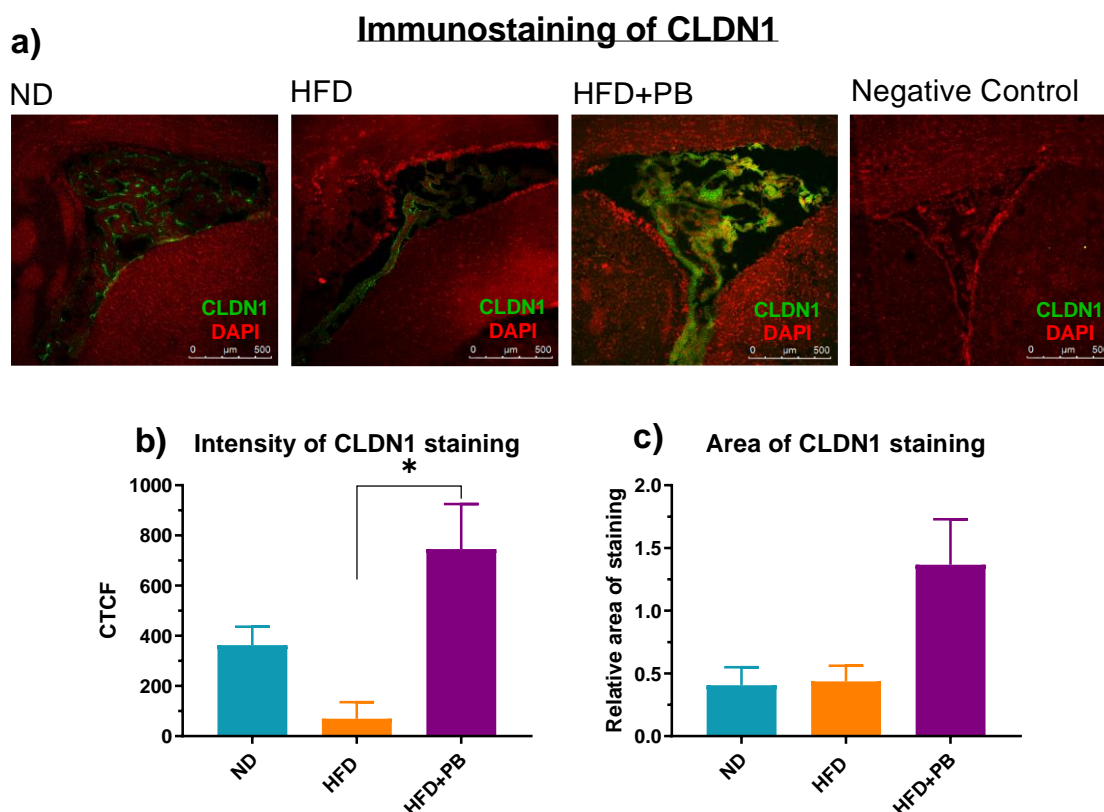 Immunostaining of CLDN1
a)
ND
HFD
HFD+PB
Negative Control
CLDN1
DAPI
0 µm 500
CLDN1
DAPI
0 µm 500
CLDN1
DAPI
0 µm 500
CLDN1
DAPI
0 µm 500
b)
Intensity of CLDN1 staining
*
1000
800
600
400
200
0
CTCF
ND
HFD
HFD+PB
c)
Area of CLDN1 staining
2.0
1.5
1.0
0.5
0.0
Relative area of staining
ND
HFD
HFD+PB